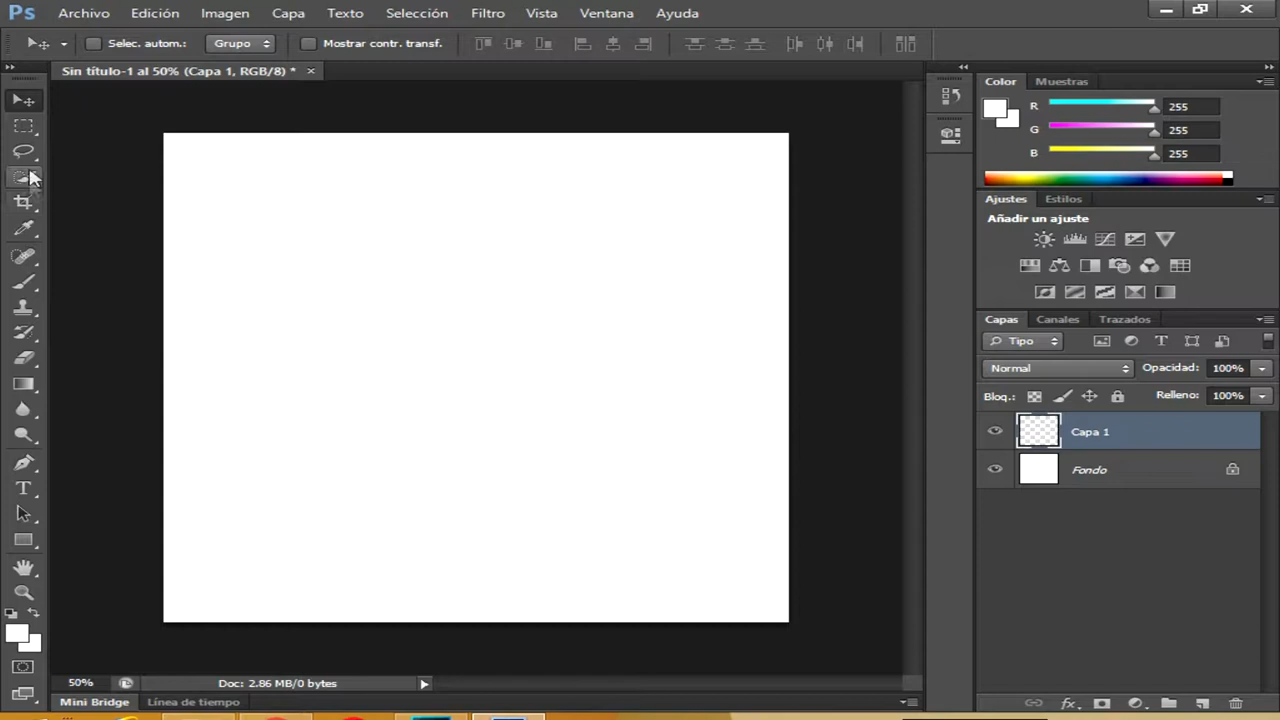 Ps Archivo Edición Imagen Capa Texto Selección Filtro Vista Ventana Ayuda
Selec. autom.: Grupo Mostrar contr. transf.
Sin título-1 al 50% (Capa 1, RGB/8) *
Color Muestras
R 255
G 255
B 255
Ajustes Estilos
Añadir un ajuste
Capas Canales Trazados
Tipo
Normal Opacidad: 100%
Bloq.: Relleno: 100%
Capa 1
Fondo
T
50% Doc: 2.86 MB/0 bytes
Mini Bridge Línea de tiempo